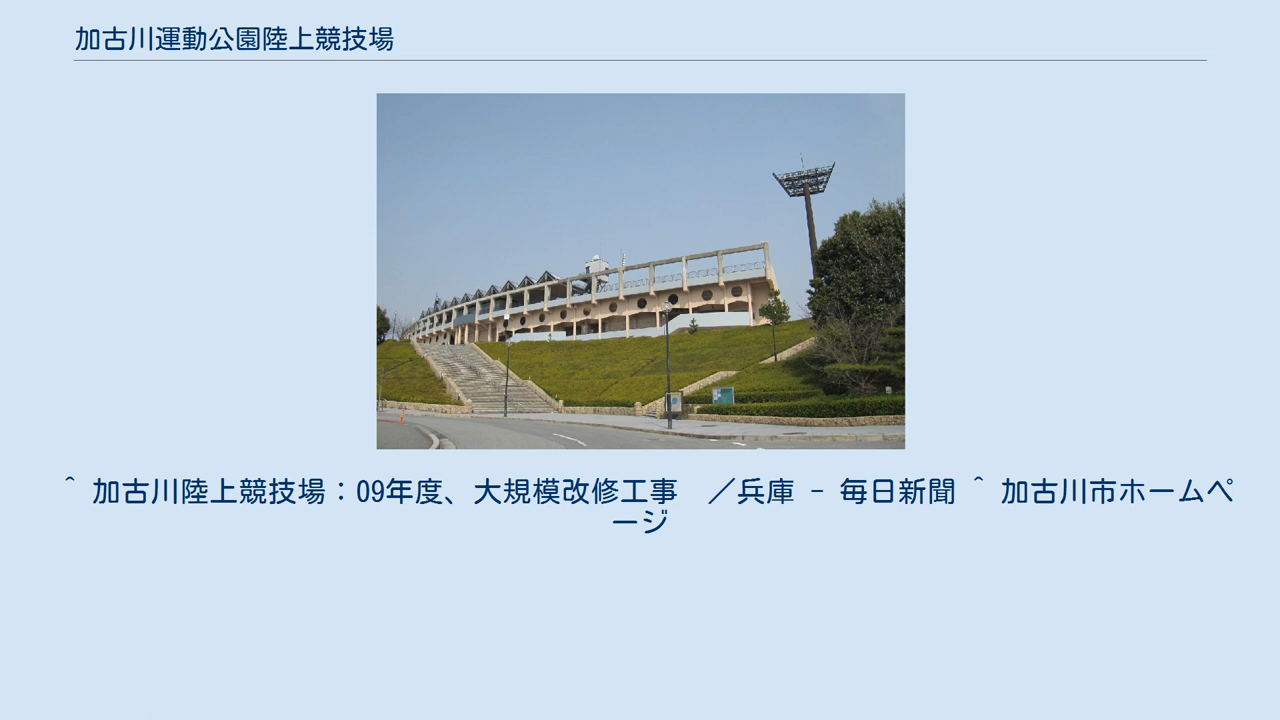 加古川運動公園陸上競技場
^ 加古川陸上競技場：09年度、大規模改修工事　／兵庫 - 毎日新聞 ^ 加古川市ホームペ
ージ